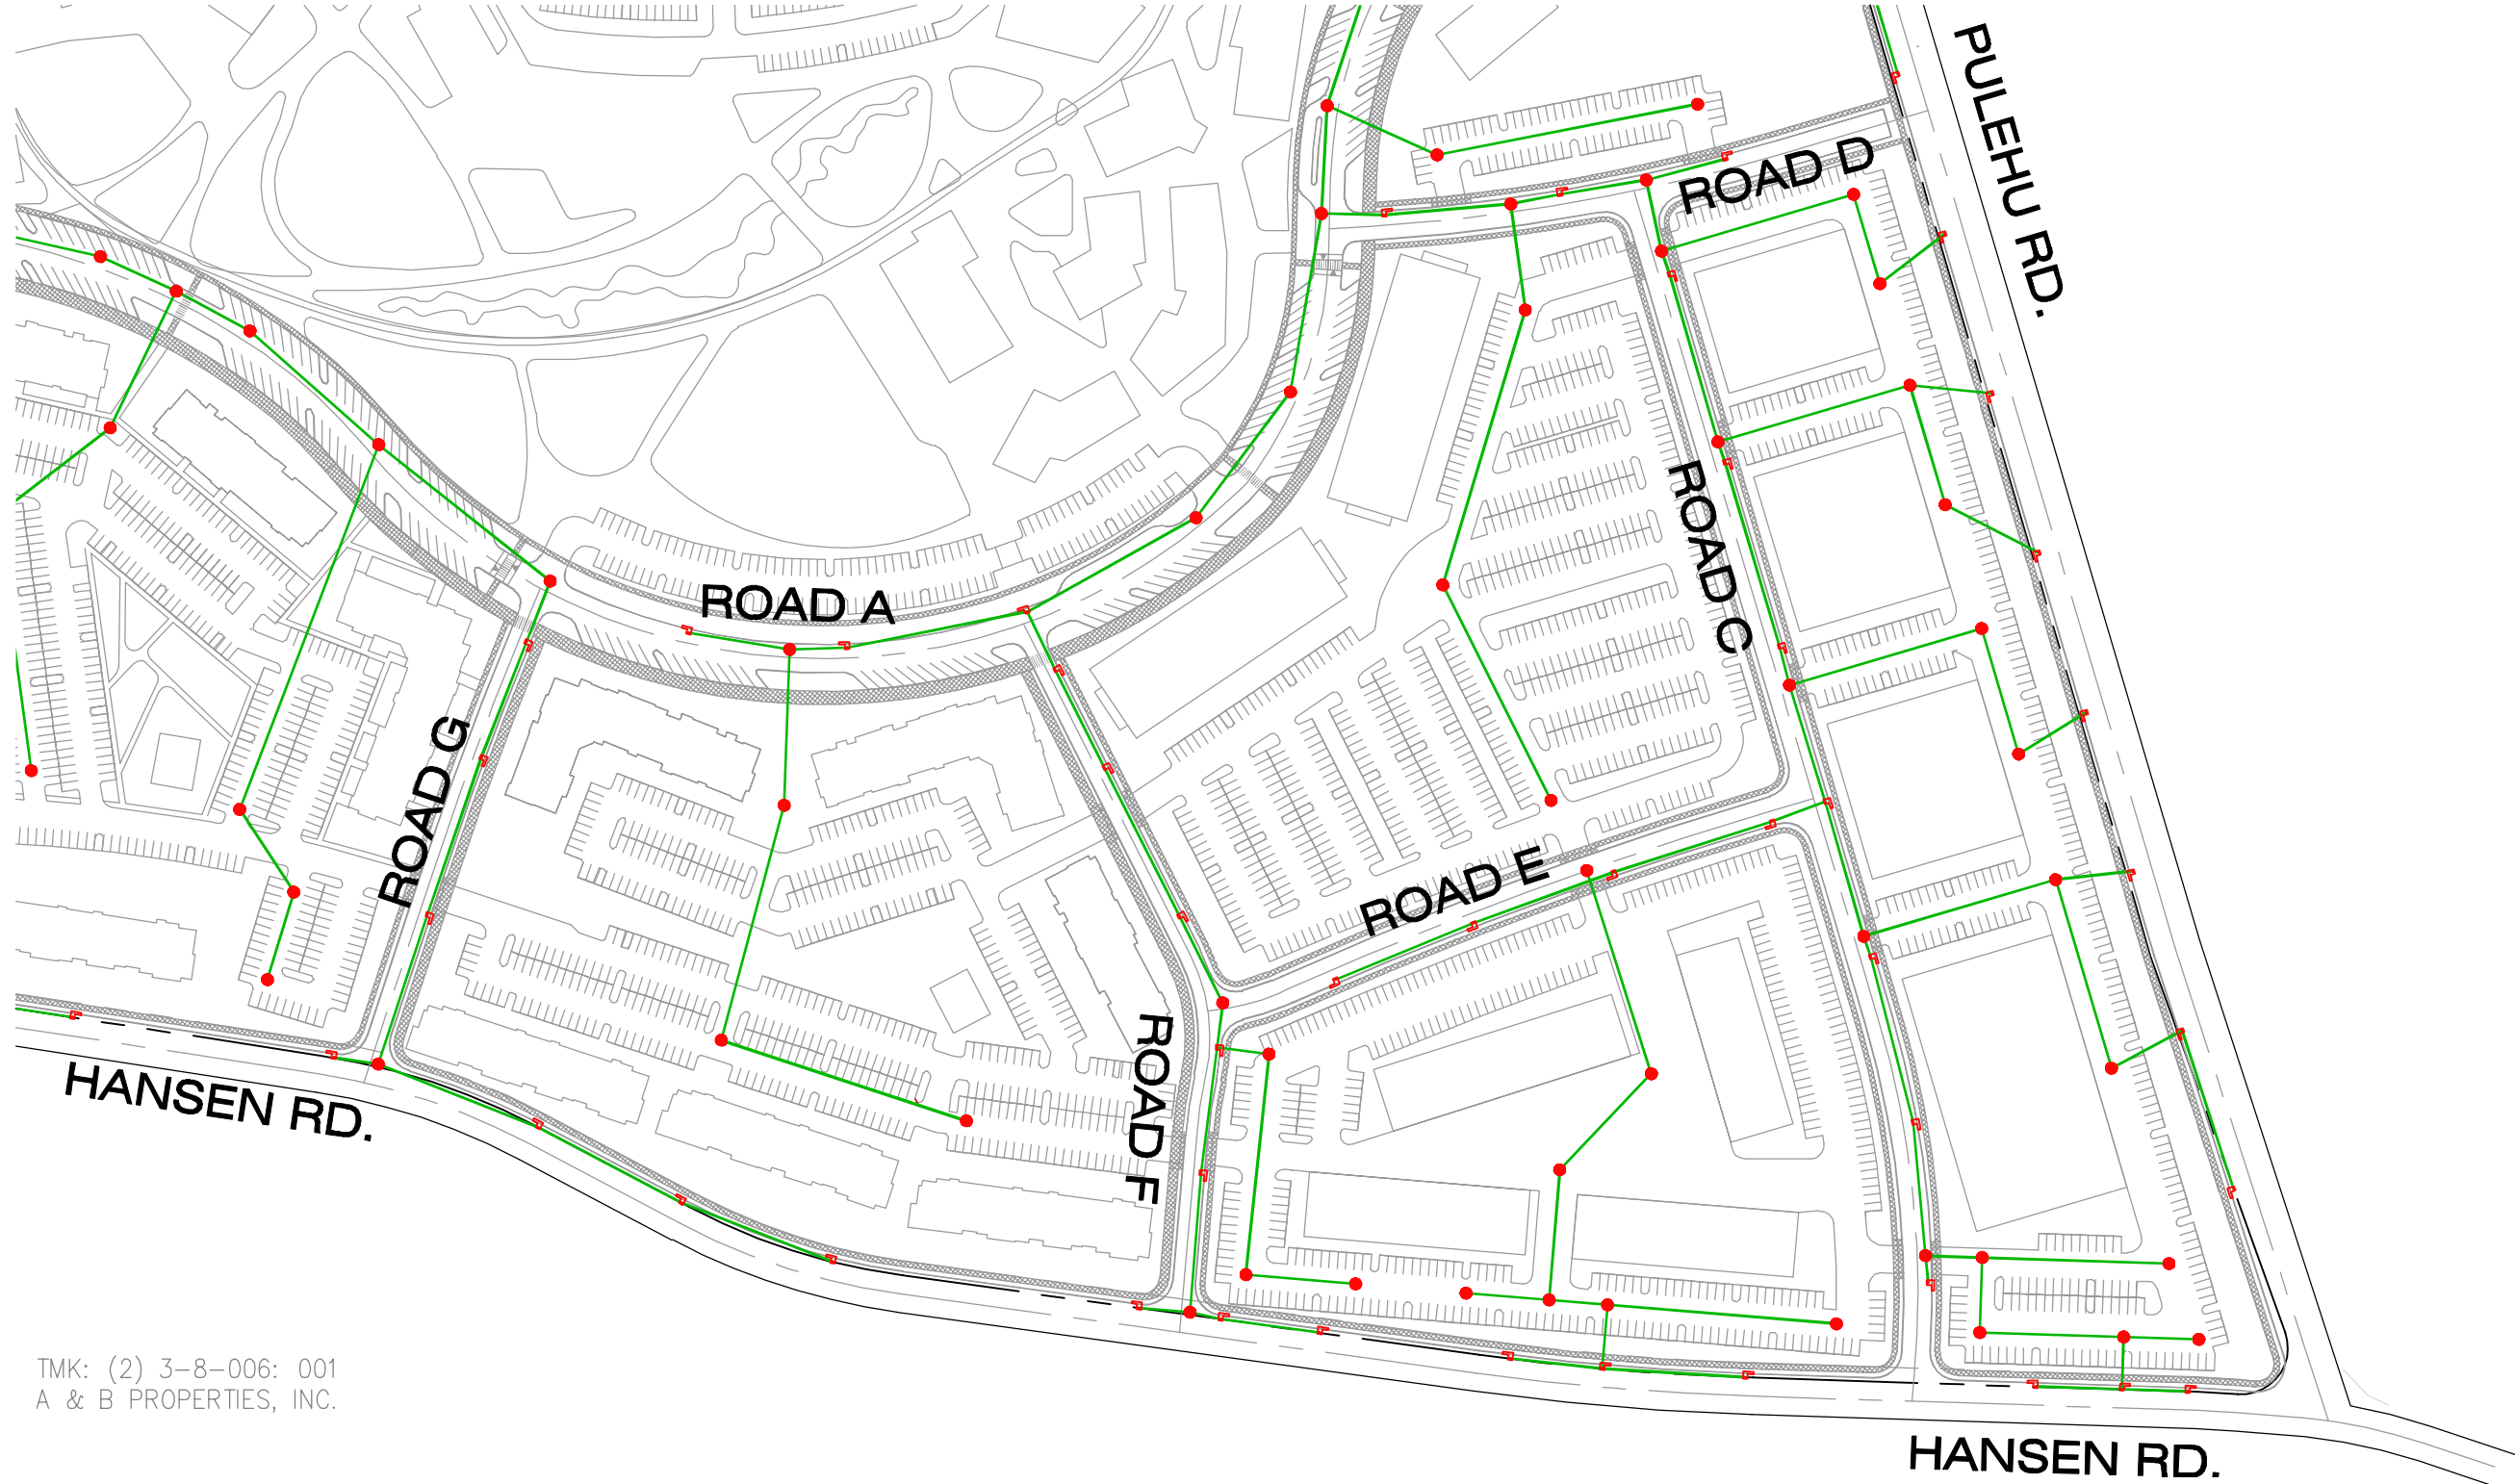 PULEHU RD.
ROAD D
ROAD C
ROAD A
ROAD G
ROAD E
ROAD F
HANSEN RD.
TMK: (2) 3-8-006: 001
A & B PROPERTIES, INC.
HANSEN RD.